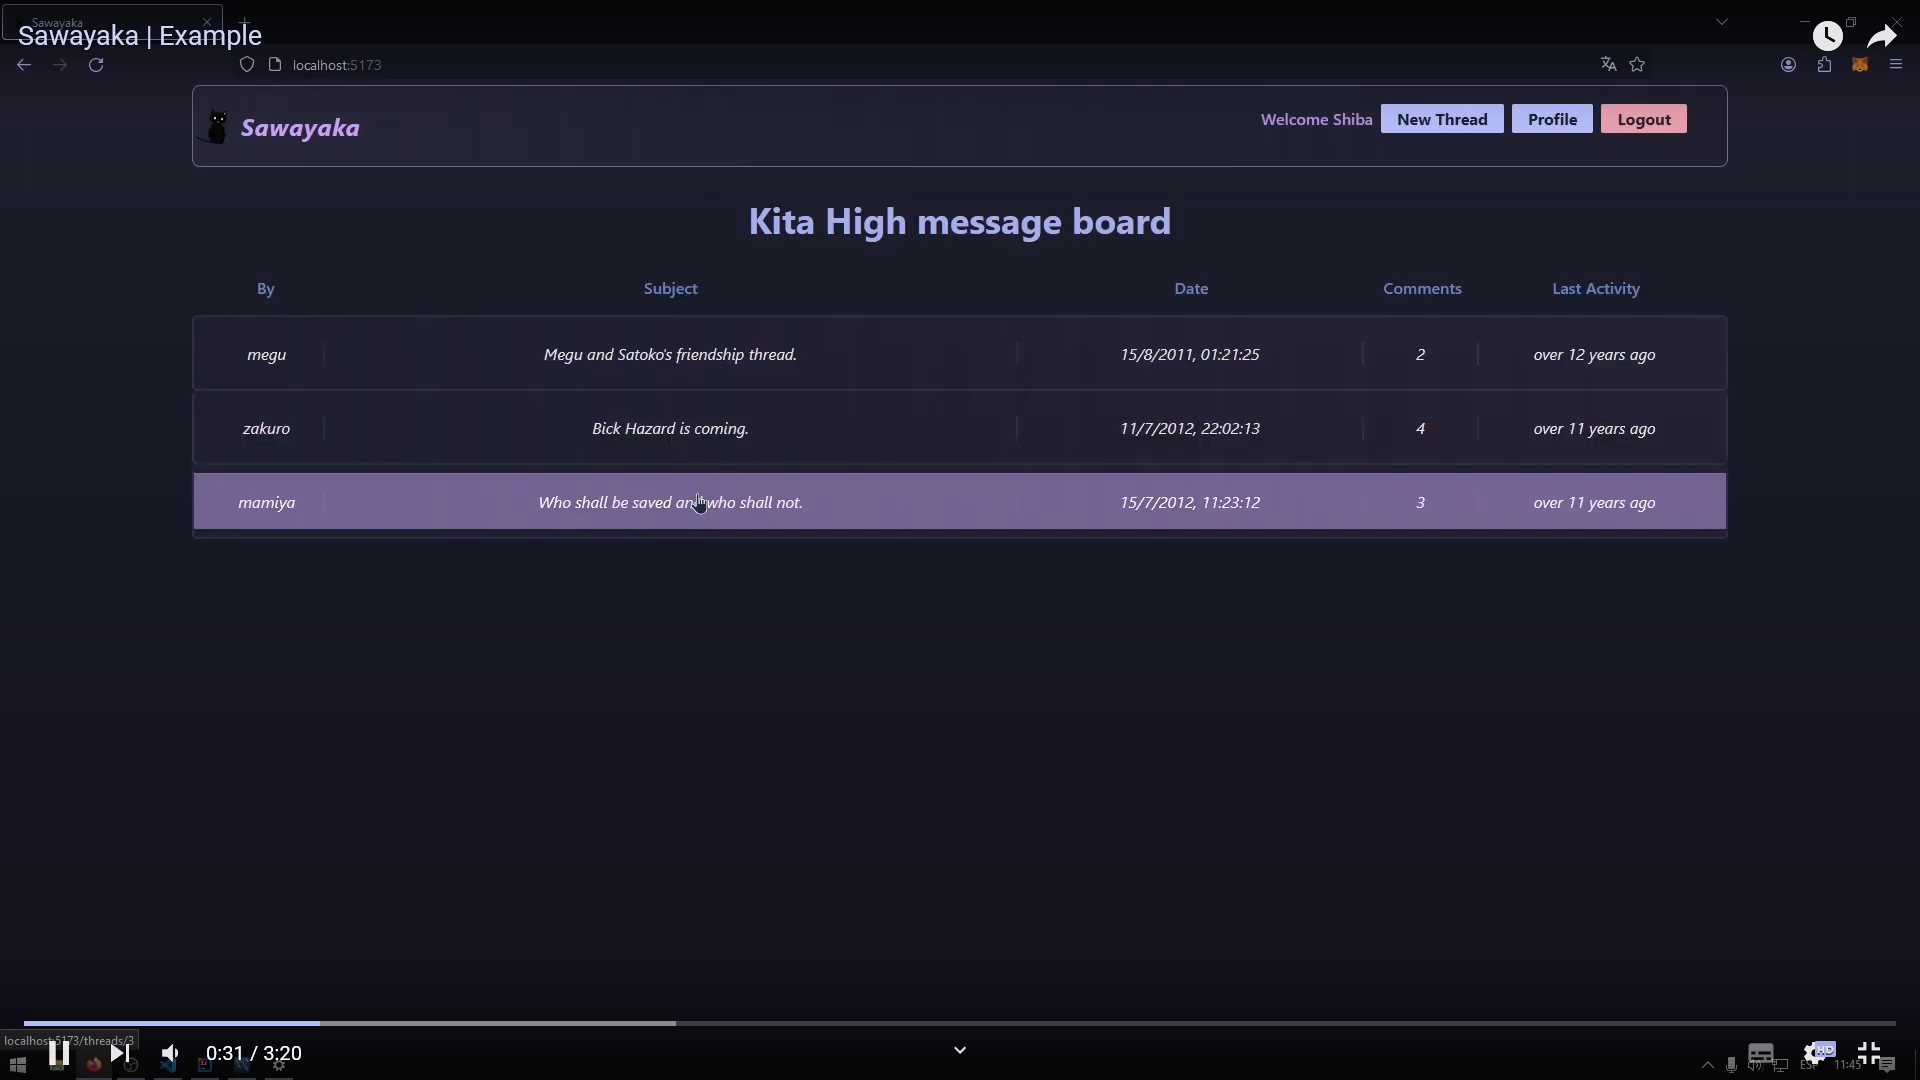 Sawayaka
Sawayaka | Example
localhost:5173
Sawayaka
Welcome Shiba
New Thread
Profile
Logout
Kita High message board
By
Subject
Date
Comments
Last Activity
megu
Megu and Satoko's friendship thread.
15/8/2011, 01:21:25
2
over 12 years ago
zakuro
Bick Hazard is coming.
11/7/2012, 22:02:13
4
over 11 years ago
mamiya
Who shall be saved and who shall not.
15/7/2012, 11:23:12
3
over 11 years ago
localhost:5173/threads/3
0:31 / 3:20
HD
ESP
11:45